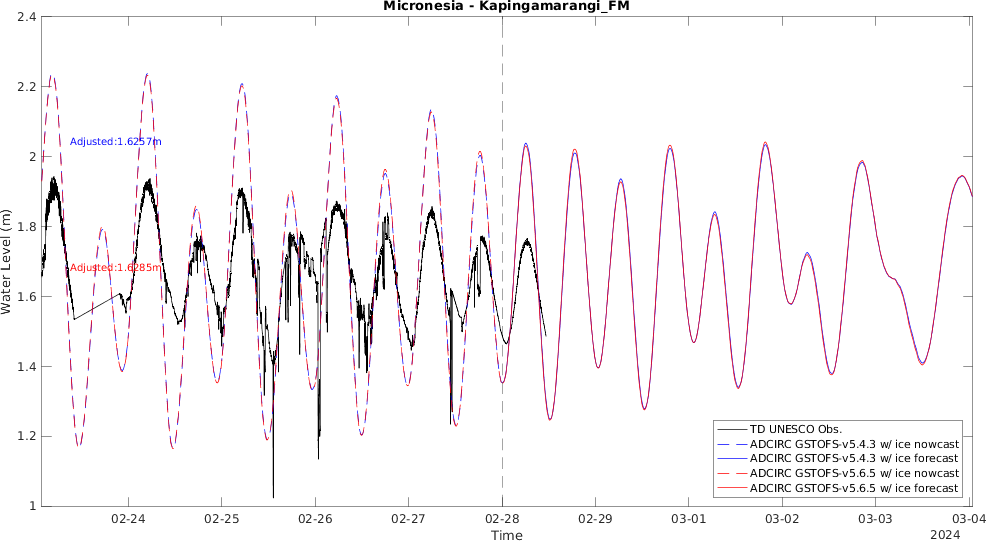 Micronesia - Kapingamarangi_FM
2.4
2.2
2
1.8
1.6
1.4
1.2
1
Water Level (m)
Adjusted:1.6257m
Adjusted:1.6285m
TD UNESCO Obs.
ADCIRC GSTOFS-v5.4.3 w/ ice nowcast
ADCIRC GSTOFS-v5.4.3 w/ ice forecast
ADCIRC GSTOFS-v5.6.5 w/ ice nowcast
ADCIRC GSTOFS-v5.6.5 w/ ice forecast
02-24 02-25 02-26 02-27 02-28 02-29 03-01 03-02 03-03 03-04
Time
2024